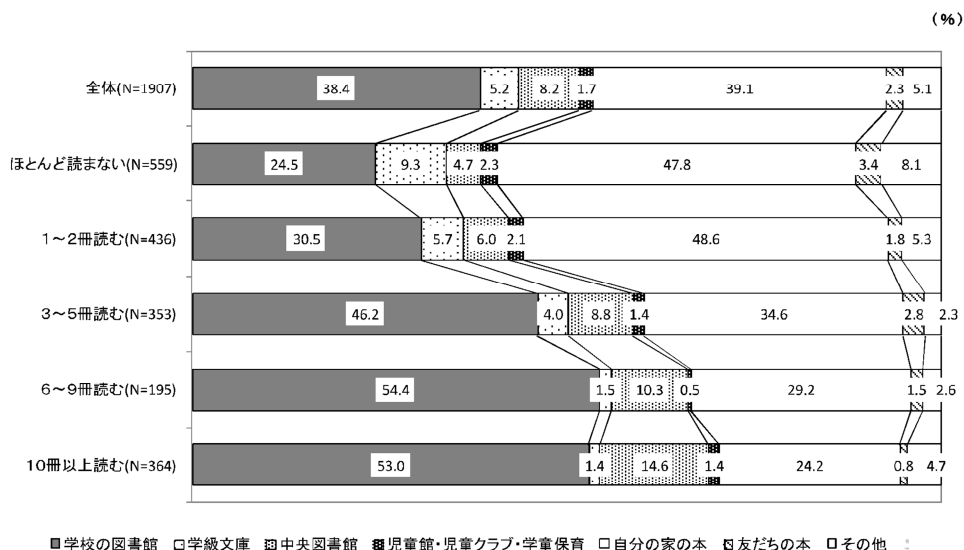 (%)
全体(N=1907) 38.4 5.2 8.2 1.7 39.1 2.3 5.1
ほとんど読まない(N=559) 24.5 9.3 4.7 2.3 47.8 3.4 8.1
1～2冊読む(N=436) 30.5 5.7 6.0 2.1 48.6 1.8 5.3
3～5冊読む(N=353) 46.2 4.0 8.8 1.4 34.6 2.8 2.3
6～9冊読む(N=195) 54.4 1.5 10.3 0.5 29.2 1.5 2.6
10冊以上読む(N=364) 53.0 1.4 14.6 1.4 24.2 0.8 4.7
学校の図書館 学級文庫 中央図書館 児童館・児童クラブ・学童保育 自分の家の本 友だちの本 その他